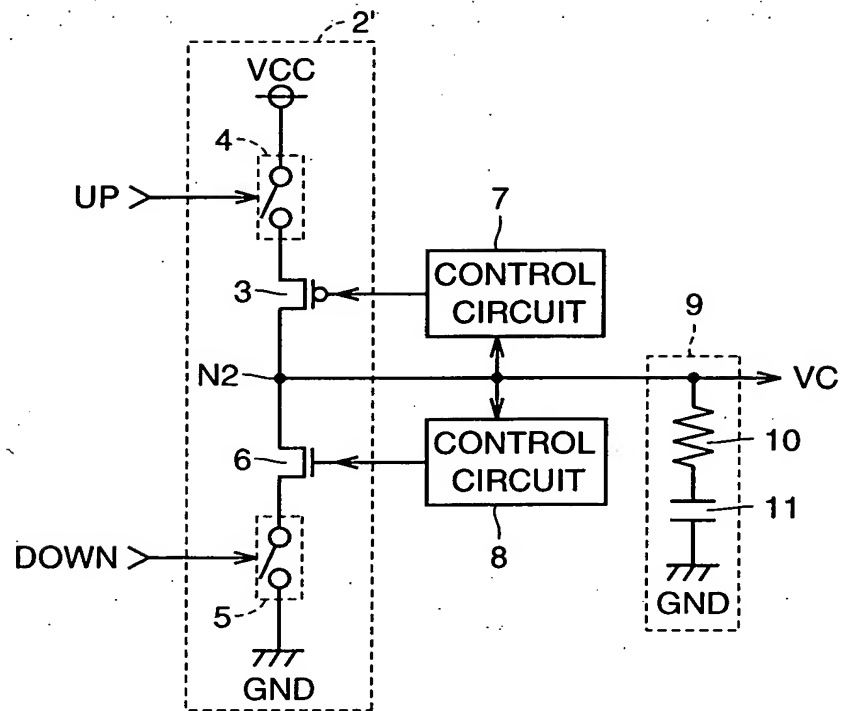 2'
VCC
4
UP
7
3
CONTROL
CIRCUIT
9
N2
VC
6
CONTROL
CIRCUIT
10
11
DOWN
8
5
GND
GND